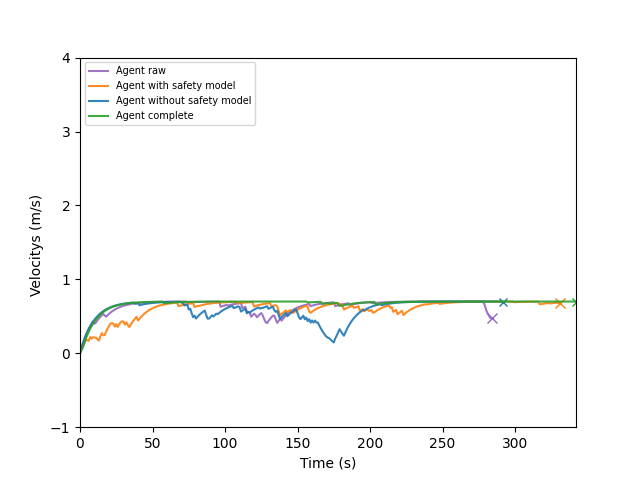 4
3
2
1
0
−1
Velocitys (m/s)
Agent raw
Agent with safety model
Agent without safety model
Agent complete
0 50 100 150 200 250 300
Time (s)